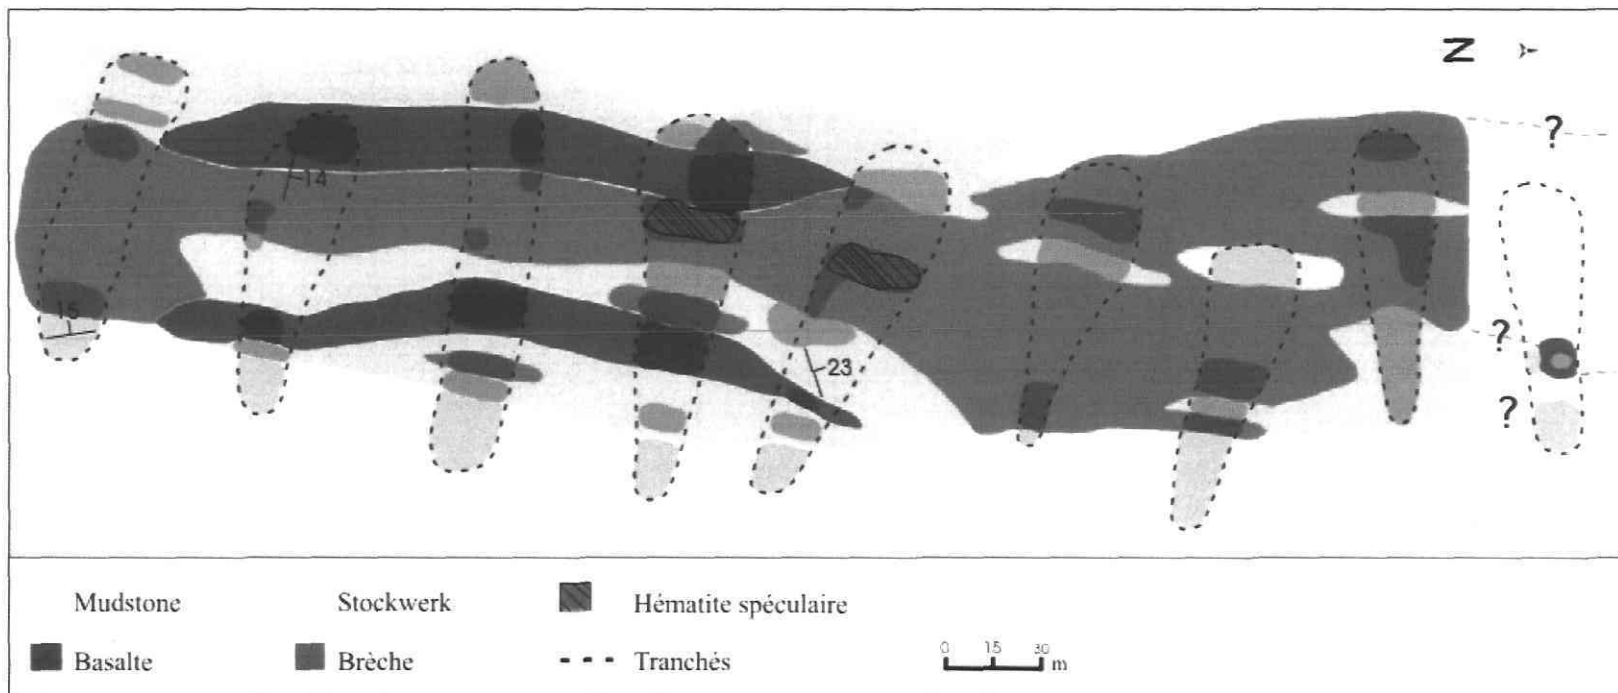 N
?
14
15
23
?
?
Mudstone Stockwerk Hématite spéculaire
Basalte Brèche Tranchés
0 15 30 m